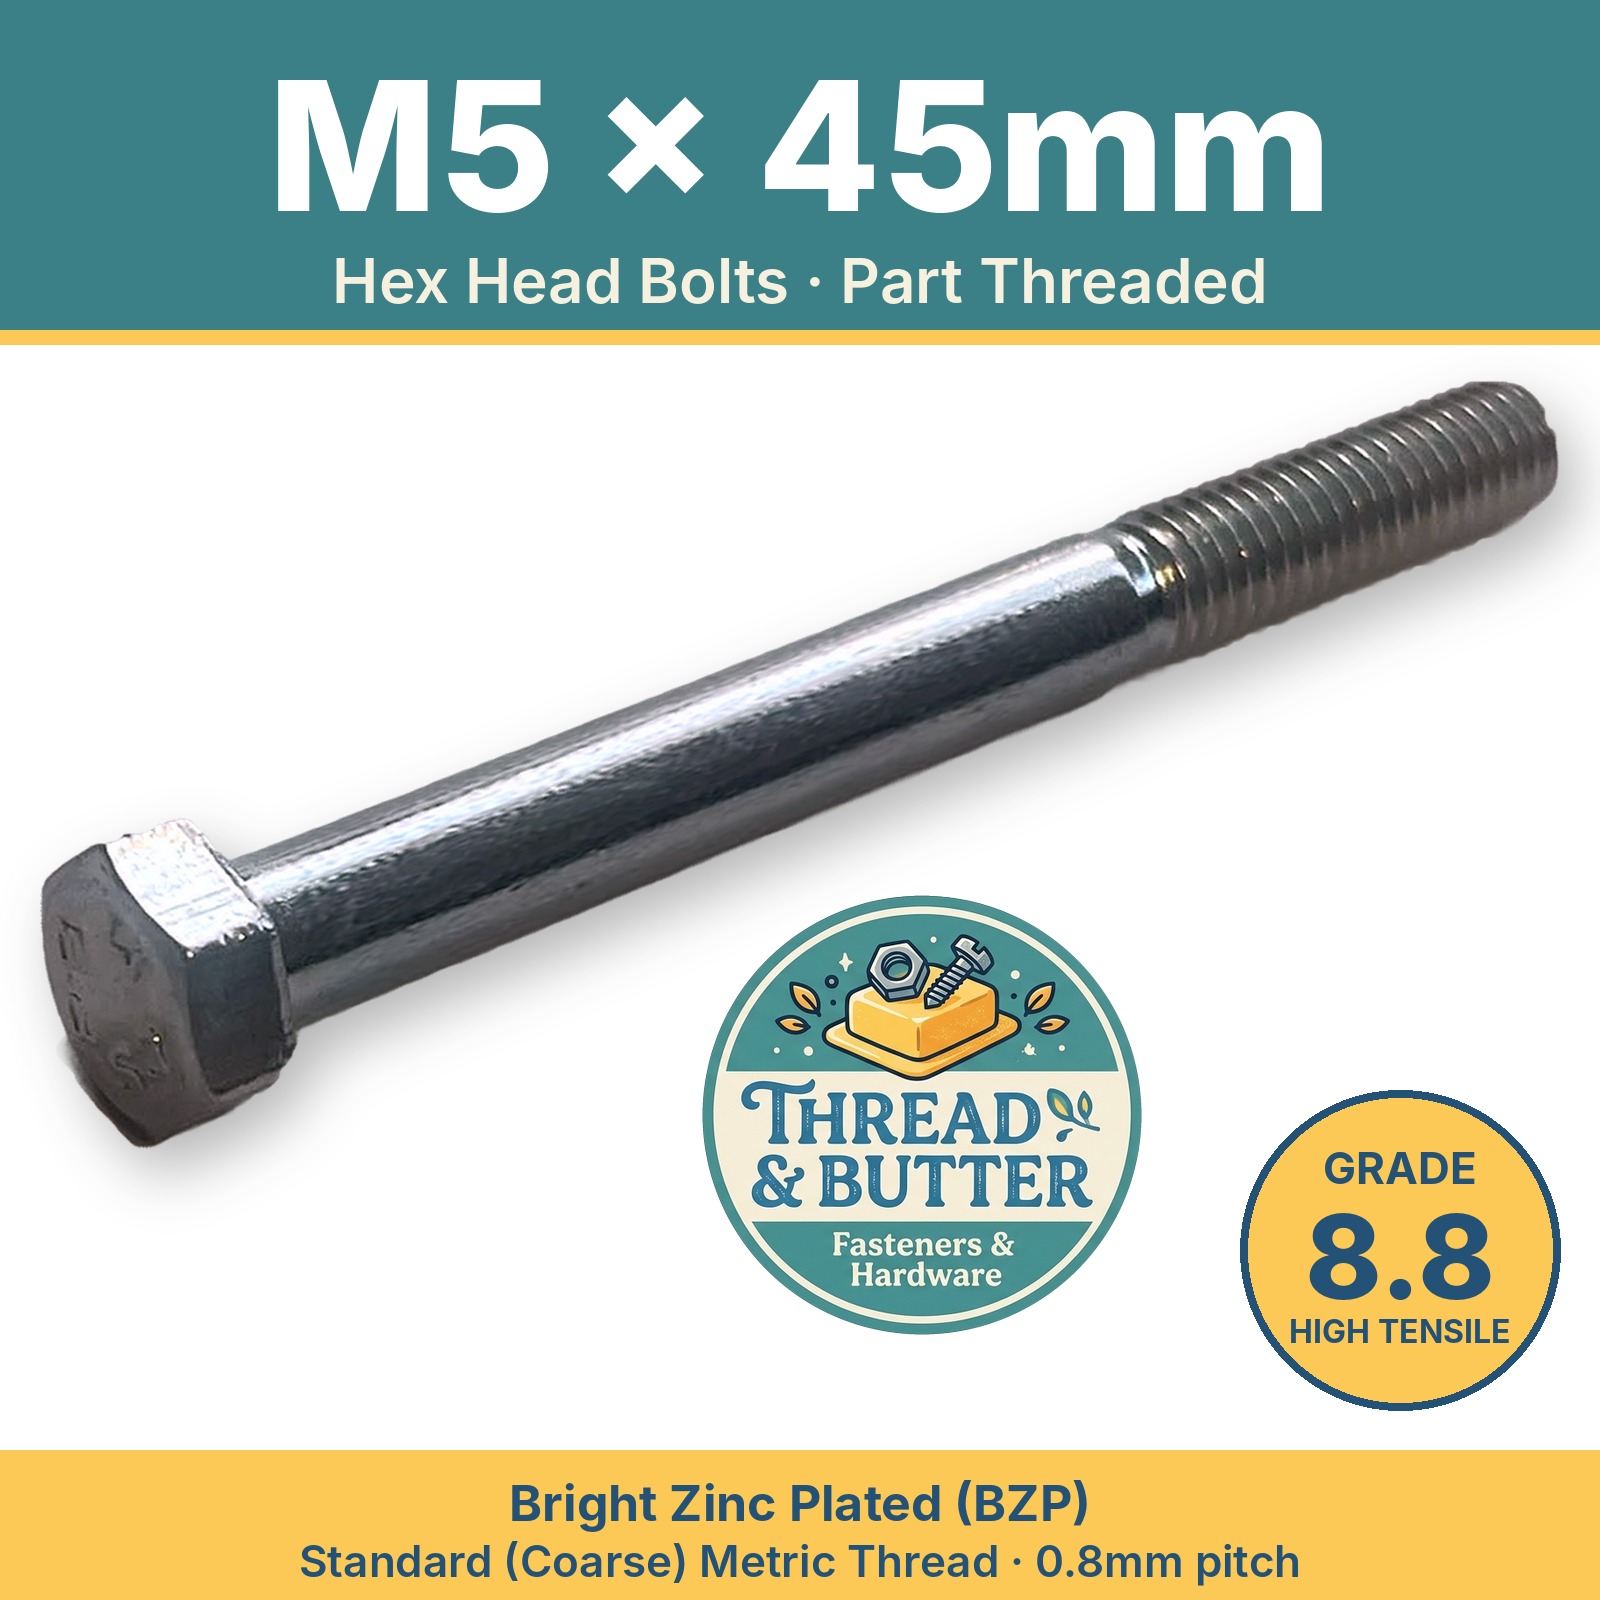 M5 × 45mm
Hex Head Bolts · Part Threaded
THREAD
& BUTTER
Fasteners &
Hardware
GRADE
8.8
HIGH TENSILE
Bright Zinc Plated (BZP)
Standard (Coarse) Metric Thread · 0.8mm pitch